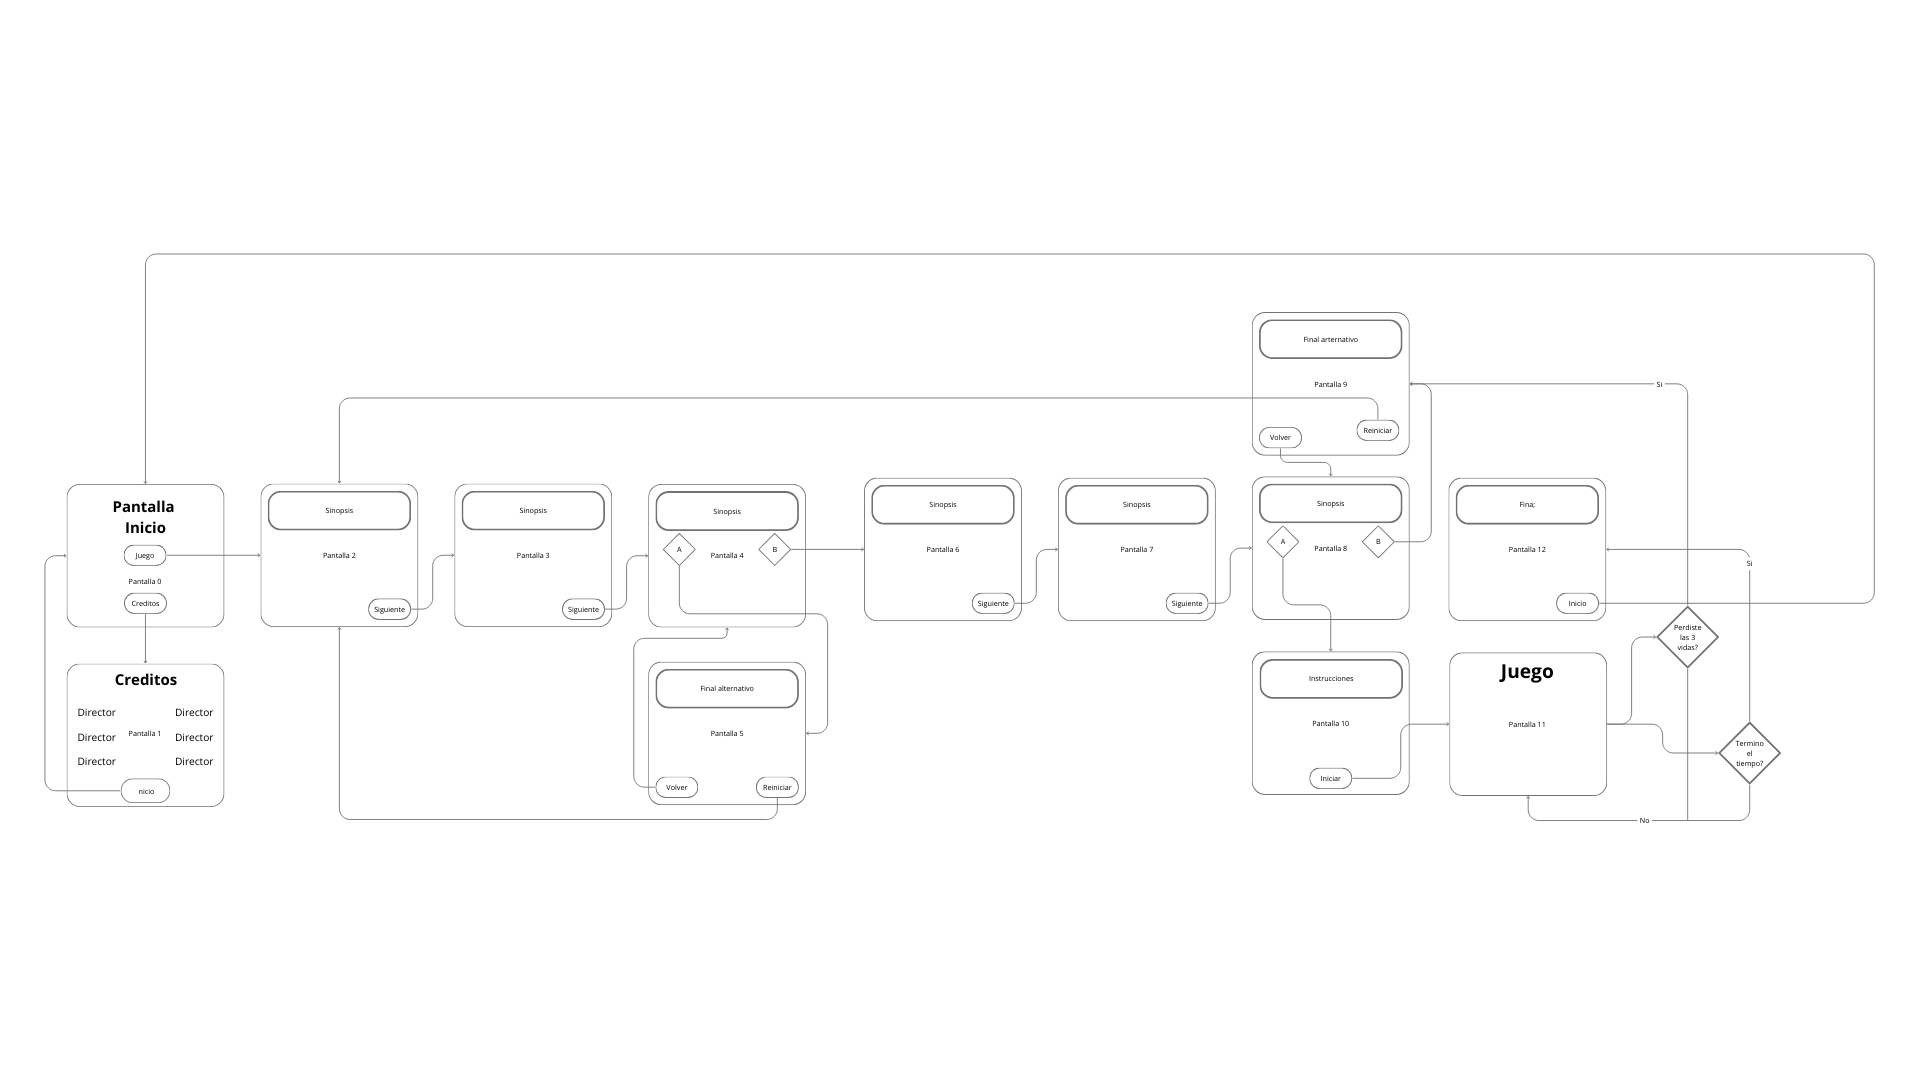 Final arternativo
Pantalla 9
Si
Volver
Reiniciar
Pantalla
Inicio
Juego
Pantalla 0
Creditos
Sinopsis
Pantalla 2
Siguiente
Sinopsis
Pantalla 3
Siguiente
Sinopsis
A
Pantalla 4
B
Sinopsis
Pantalla 6
Siguiente
Sinopsis
Pantalla 7
Siguiente
Sinopsis
A
Pantalla 8
B
Fina;
Pantalla 12
Inicio
Si
Perdiste
las 3
vidas?
Creditos
Director
Director
Director
Pantalla 1
Director
Director
Director
nicio
Final alternativo
Pantalla 5
Volver
Reiniciar
Instrucciones
Pantalla 10
Iniciar
Juego
Pantalla 11
Termino
el
tiempo?
No